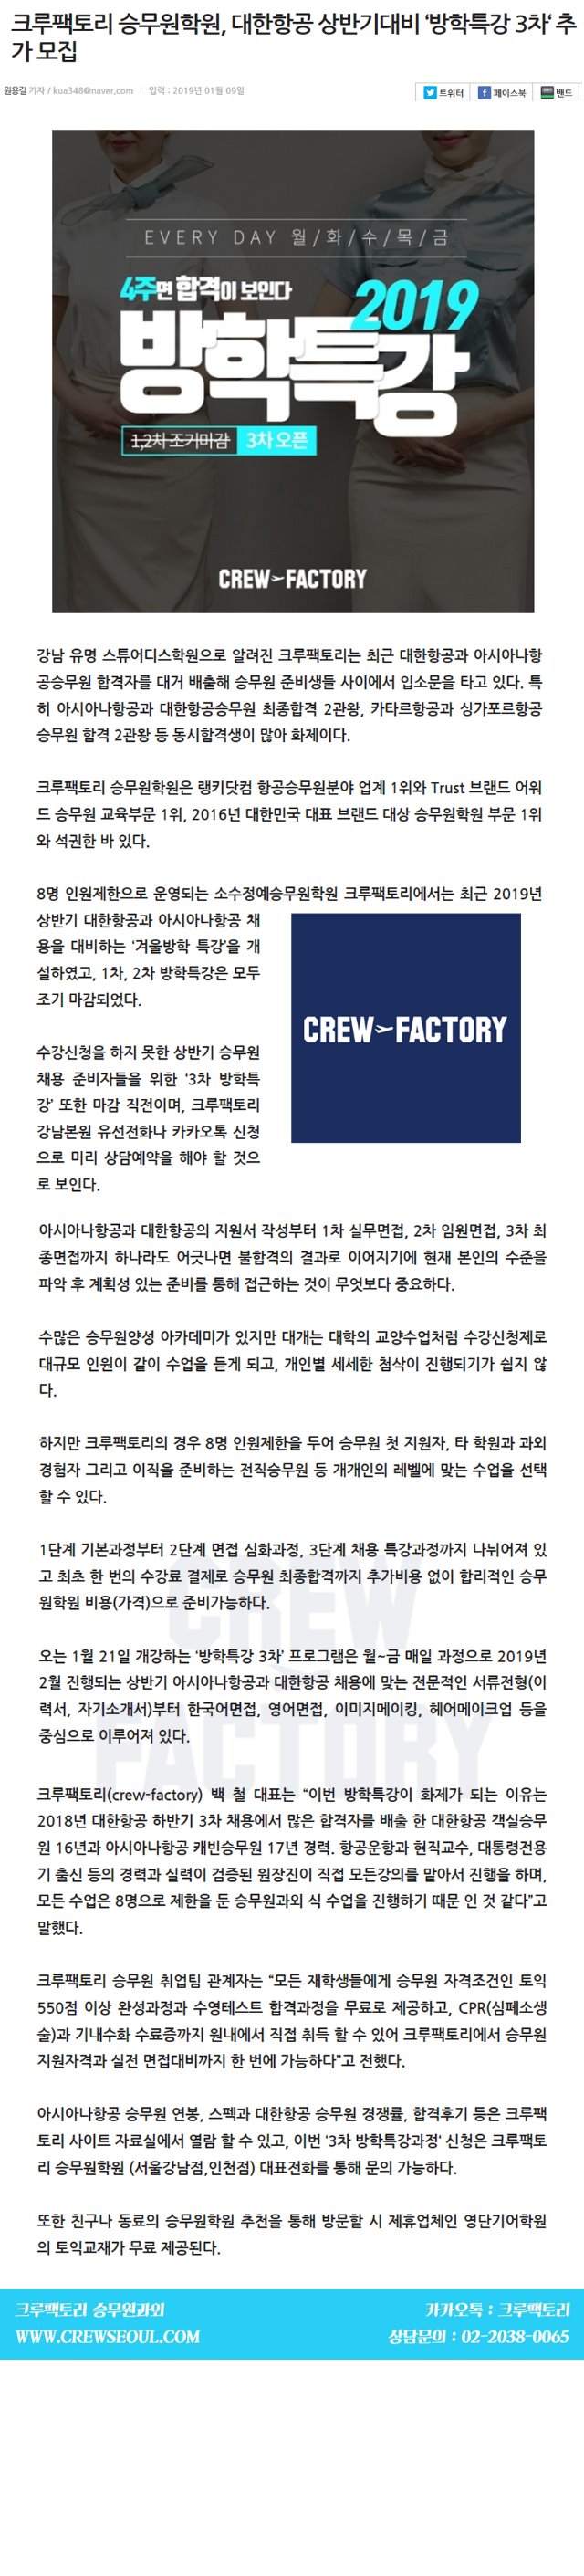 크루팩토리 승무원학원, 대한항공 상반기대비 ‘방학특강 3차‘ 추
가 모집
원용길 기자 / kua348@naver.com | 입력 : 2019년 01월 09일
트위터 페이스북 밴드
EVERY DAY 월/화/수/목/금
4주면 합격이 보인다
2019
방학특강
1,2차 조기마감 3차 오픈
CREW FACTORY
강남 유명 스튜어디스학원으로 알려진 크루팩토리는 최근 대한항공과 아시아나항
공승무원 합격자를 대거 배출해 승무원 준비생들 사이에서 입소문을 타고 있다. 특
히 아시아나항공과 대한항공승무원 최종합격 2관왕, 카타르항공과 싱가포르항공
승무원 합격 2관왕 등 동시합격생이 많아 화제이다.
크루팩토리 승무원학원은 랭키닷컴 항공승무원분야 업계 1위와 Trust 브랜드 어워
드 승무원 교육부문 1위, 2016년 대한민국 대표 브랜드 대상 승무원학원 부문 1위
와 석권한 바 있다.
8명 인원제한으로 운영되는 소수정예승무원학원 크루팩토리에서는 최근 2019년
상반기 대한항공과 아시아나항공 채
용을 대비하는 ‘겨울방학 특강’을 개
설하였고, 1차, 2차 방학특강은 모두
조기 마감되었다.
수강신청을 하지 못한 상반기 승무원
채용 준비자들을 위한 ‘3차 방학특
강’ 또한 마감 직전이며, 크루팩토리
강남본원 유선전화나 카카오톡 신청
으로 미리 상담예약을 해야 할 것으
로 보인다.
CREW FACTORY
아시아나항공과 대한항공의 지원서 작성부터 1차 실무면접, 2차 임원면접, 3차 최
종면접까지 하나라도 어긋나면 불합격의 결과로 이어지기에 현재 본인의 수준을
파악 후 계획성 있는 준비를 통해 접근하는 것이 무엇보다 중요하다.
수많은 승무원양성 아카데미가 있지만 대개는 대학의 교양수업처럼 수강신청제로
대규모 인원이 같이 수업을 듣게 되고, 개인별 세세한 첨삭이 진행되기가 쉽지 않
다.
하지만 크루팩토리의 경우 8명 인원제한을 두어 승무원 첫 지원자, 타 학원과 과외
경험자 그리고 이직을 준비하는 전직승무원 등 개개인의 레벨에 맞는 수업을 선택
할 수 있다.
1단계 기본과정부터 2단계 면접 심화과정, 3단계 채용 특강과정까지 나뉘어져 있
고 최초 한 번의 수강료 결제로 승무원 최종합격까지 추가비용 없이 합리적인 승무
원학원 비용(가격)으로 준비가능하다.
오는 1월 21일 개강하는 ‘방학특강 3차’ 프로그램은 월~금 매일 과정으로 2019년
2월 진행되는 상반기 아시아나항공과 대한항공 채용에 맞는 전문적인 서류전형(이
력서, 자기소개서)부터 한국어면접, 영어면접, 이미지메이킹, 헤어메이크업 등을
중심으로 이루어져 있다.
CREW
FACTORY
크루팩토리(crew-factory) 백 철 대표는 “이번 방학특강이 화제가 되는 이유는
2018년 대한항공 하반기 3차 채용에서 많은 합격자를 배출 한 대한항공 객실승무
원 16년과 아시아나항공 캐빈승무원 17년 경력. 항공운항과 현직교수, 대통령전용
기 출신 등의 경력과 실력이 검증된 원장진이 직접 모든강의를 맡아서 진행을 하며,
모든 수업은 8명으로 제한을 둔 승무원과외 식 수업을 진행하기 때문 인 것 같다”고
말했다.
크루팩토리 승무원 취업팀 관계자는 “모든 재학생들에게 승무원 자격조건인 토익
550점 이상 완성과정과 수영테스트 합격과정을 무료로 제공하고, CPR(심폐소생
술)과 기내수화 수료증까지 원내에서 직접 취득 할 수 있어 크루팩토리에서 승무원
지원자격과 실전 면접대비까지 한 번에 가능하다”고 전했다.
아시아나항공 승무원 연봉, 스펙과 대한항공 승무원 경쟁률, 합격후기 등은 크루팩
토리 사이트 자료실에서 열람 할 수 있고, 이번 ‘3차 방학특강과정‘ 신청은 크루팩토
리 승무원학원 (서울강남점,인천점) 대표전화를 통해 문의 가능하다.
또한 친구나 동료의 승무원학원 추천을 통해 방문할 시 제휴업체인 영단기어학원
의 토익교재가 무료 제공된다.
크루팩토리 승무원과외 카카오톡 : 크루팩토리
WWW.CREWSEOUL.COM 상담문의 : 02-2038-0065